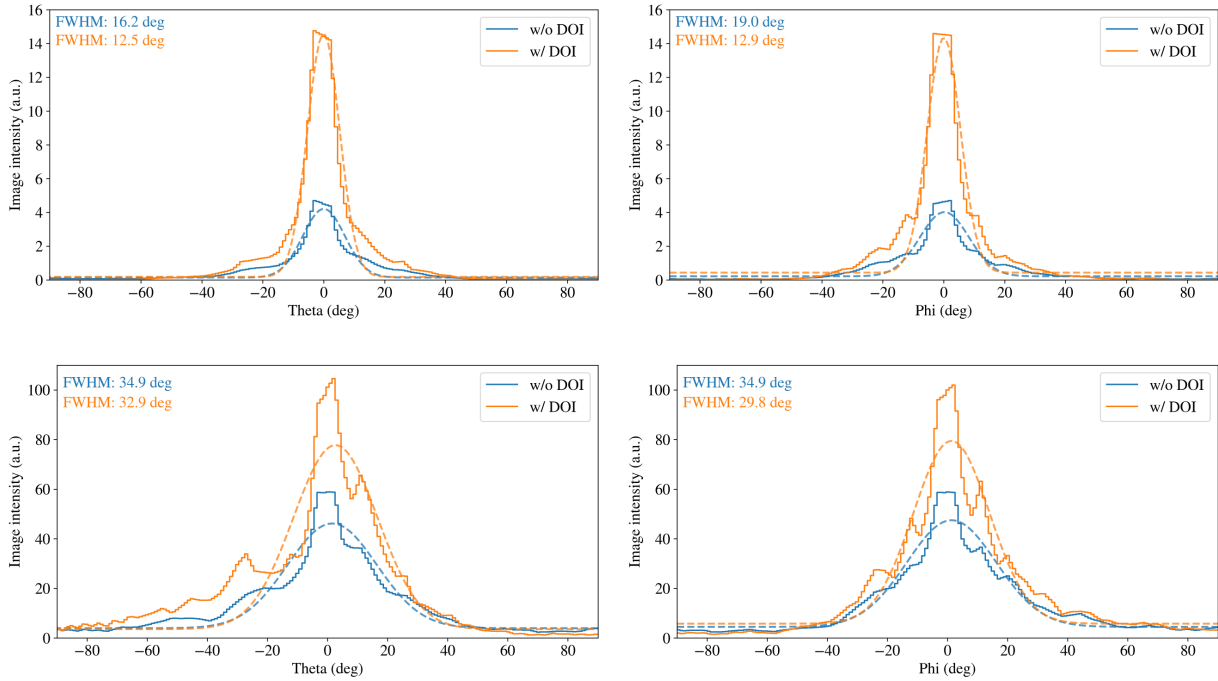 FWHM: 16.2 deg
FWHM: 12.5 deg
w/o DOI
w/ DOI
Image intensity (a.u.)
16
14
12
10
8
6
4
2
0
−80 −60 −40 −20 0 20 40 60 80
Theta (deg)
FWHM: 19.0 deg
FWHM: 12.9 deg
w/o DOI
w/ DOI
Image intensity (a.u.)
16
14
12
10
8
6
4
2
0
−80 −60 −40 −20 0 20 40 60 80
Phi (deg)
FWHM: 34.9 deg
FWHM: 32.9 deg
w/o DOI
w/ DOI
Image intensity (a.u.)
100
80
60
40
20
0
−80 −60 −40 −20 0 20 40 60 80
Theta (deg)
FWHM: 34.9 deg
FWHM: 29.8 deg
w/o DOI
w/ DOI
Image intensity (a.u.)
100
80
60
40
20
0
−80 −60 −40 −20 0 20 40 60 80
Phi (deg)